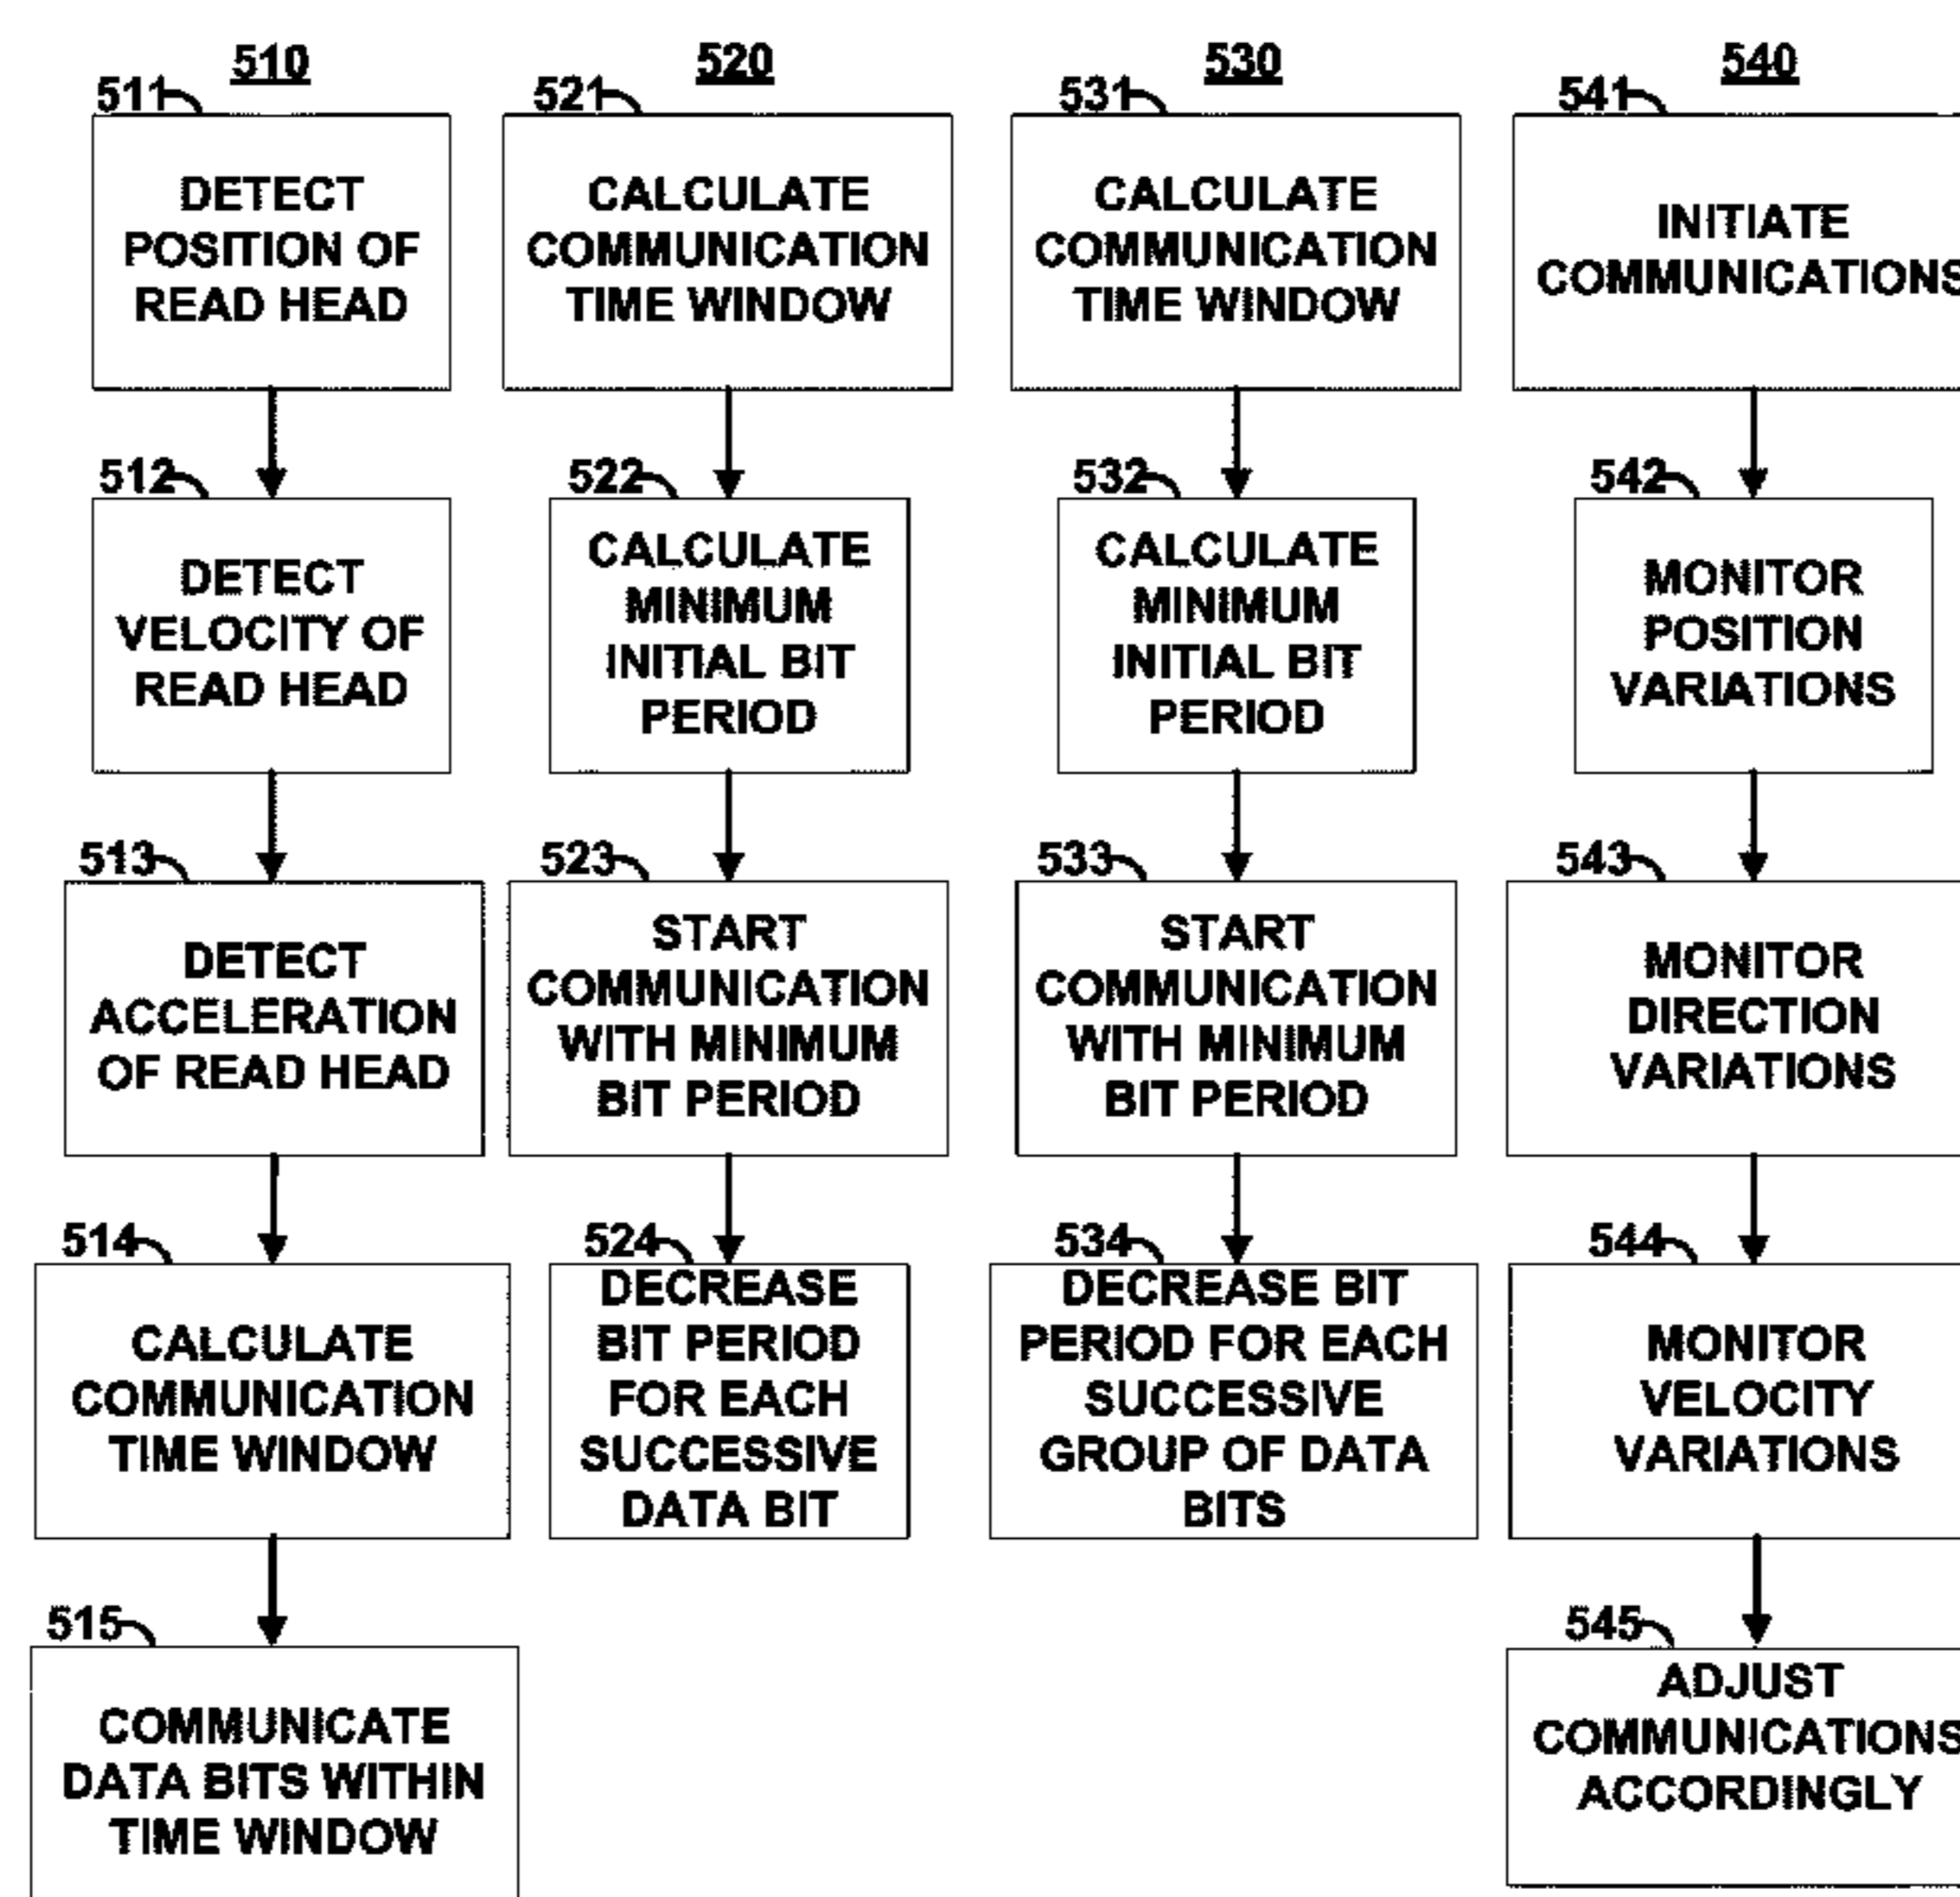 510
511
DETECT
POSITION OF
READ HEAD
512
DETECT
VELOCITY OF
READ HEAD
513
DETECT
ACCELERATION
OF READ HEAD
514
CALCULATE
COMMUNICATION
TIME WINDOW
515
COMMUNICATE
DATA BITS WITHIN
TIME WINDOW
520
521
CALCULATE
COMMUNICATION
TIME WINDOW
522
CALCULATE
MINIMUM
INITIAL BIT
PERIOD
523
START
COMMUNICATION
WITH MINIMUM
BIT PERIOD
524
DECREASE
BIT PERIOD
FOR EACH
SUCCESSIVE
DATA BIT
530
531
CALCULATE
COMMUNICATION
TIME WINDOW
532
CALCULATE
MINIMUM
INITIAL BIT
PERIOD
533
START
COMMUNICATION
WITH MINIMUM
BIT PERIOD
534
DECREASE BIT
PERIOD FOR EACH
SUCCESSIVE
GROUP OF DATA
BITS
540
541
INITIATE
COMMUNICATIONS
542
MONITOR
POSITION
VARIATIONS
543
MONITOR
DIRECTION
VARIATIONS
544
MONITOR
VELOCITY
VARIATIONS
545
ADJUST
COMMUNICATIONS
ACCORDINGLY